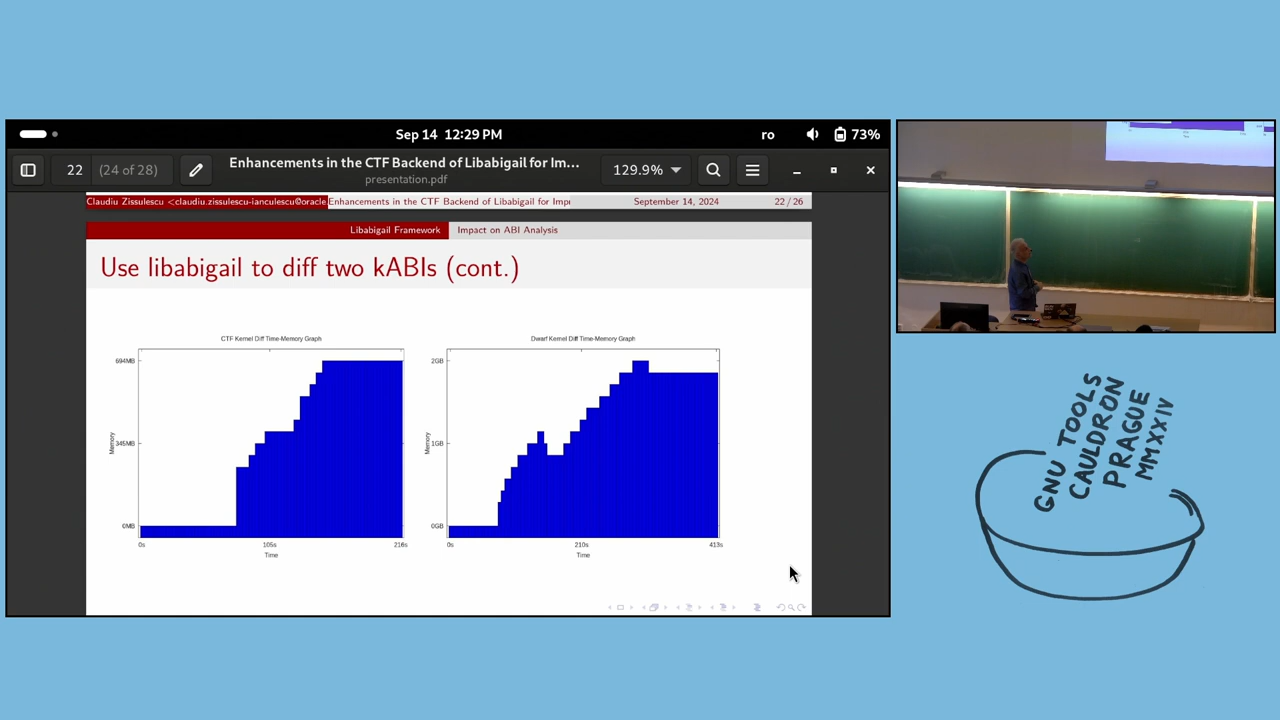 Sep 14 12:29 PM
ro
73%
22
(24 of 28)
Enhancements in the CTF Backend of Libabigail for Im…
presentation.pdf
129.9%
Claudiu Zissulescu <claudiu.zissulescu-ianculescu@oracle
Enhancements in the CTF Backend of Libabigail for Impr
September 14, 2024
22 / 26
Libabigail Framework
Impact on ABI Analysis
Use libabigail to diff two kABIs (cont.)
CTF Kernel Diff Time-Memory Graph
694MB
345MB
0MB
Memory
0s
105s
216s
Time
Dwarf Kernel Diff Time-Memory Graph
2GB
1GB
0GB
Memory
0s
210s
413s
Time
GNU TOOLS
CAULDRON
PRAGUE
MMXXIV